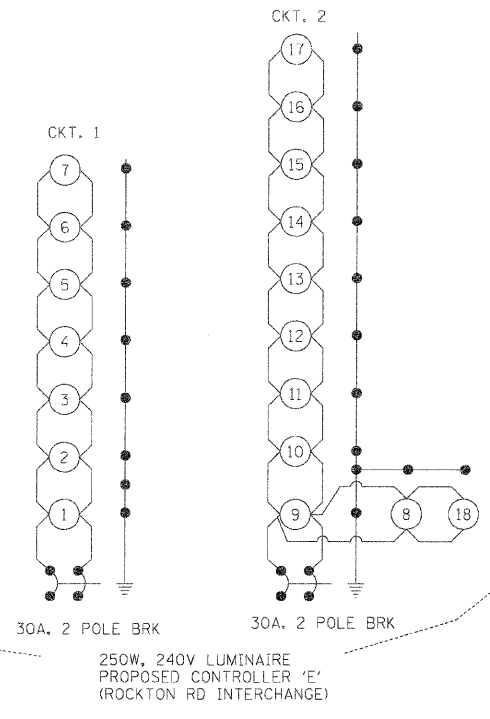 CKT. 1
7
6
5
4
3
2
1
30A. 2 POLE BRK
CKT. 2
17
16
15
14
13
12
11
10
9
8
18
30A. 2 POLE BRK
250W, 240V LUMINAIRE
PROPOSED CONTROLLER 'E'
(ROCKTON RD INTERCHANGE)